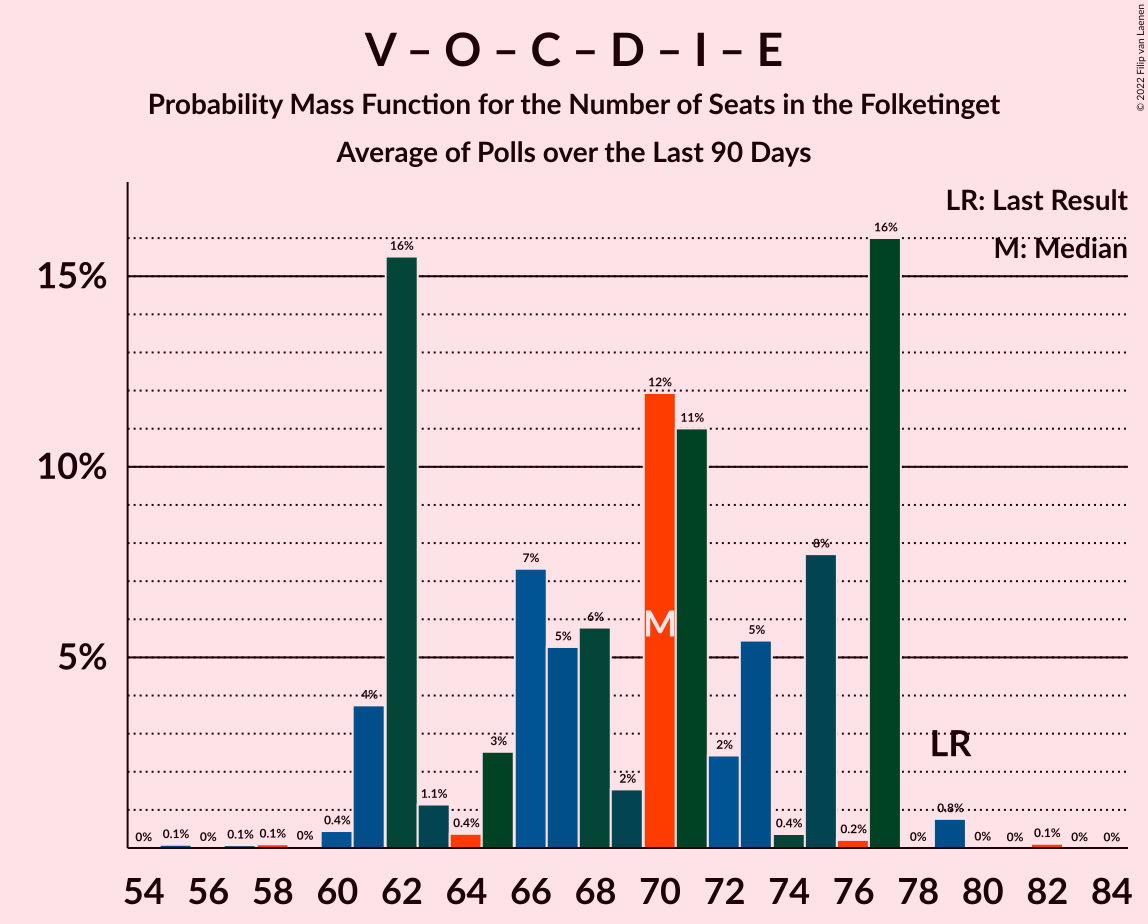 V – O – C – D – I – E
Probability Mass Function for the Number of Seats in the Folketinget
Average of Polls over the Last 90 Days
© 2022 Filip van Laenen
LR: Last Result
M: Median
15%
10%
5%
0% 0.1% 0% 0.1% 0.1% 0% 0.4% 4% 16% 1.1% 0.4% 3% 7% 5% 6% 2% 12% 11% 2% 5% 0.4% 8% 0.2% 16% 0% 0.8% 0% 0% 0.1% 0% 0%
M
LR
54 56 58 60 62 64 66 68 70 72 74 76 78 80 82 84